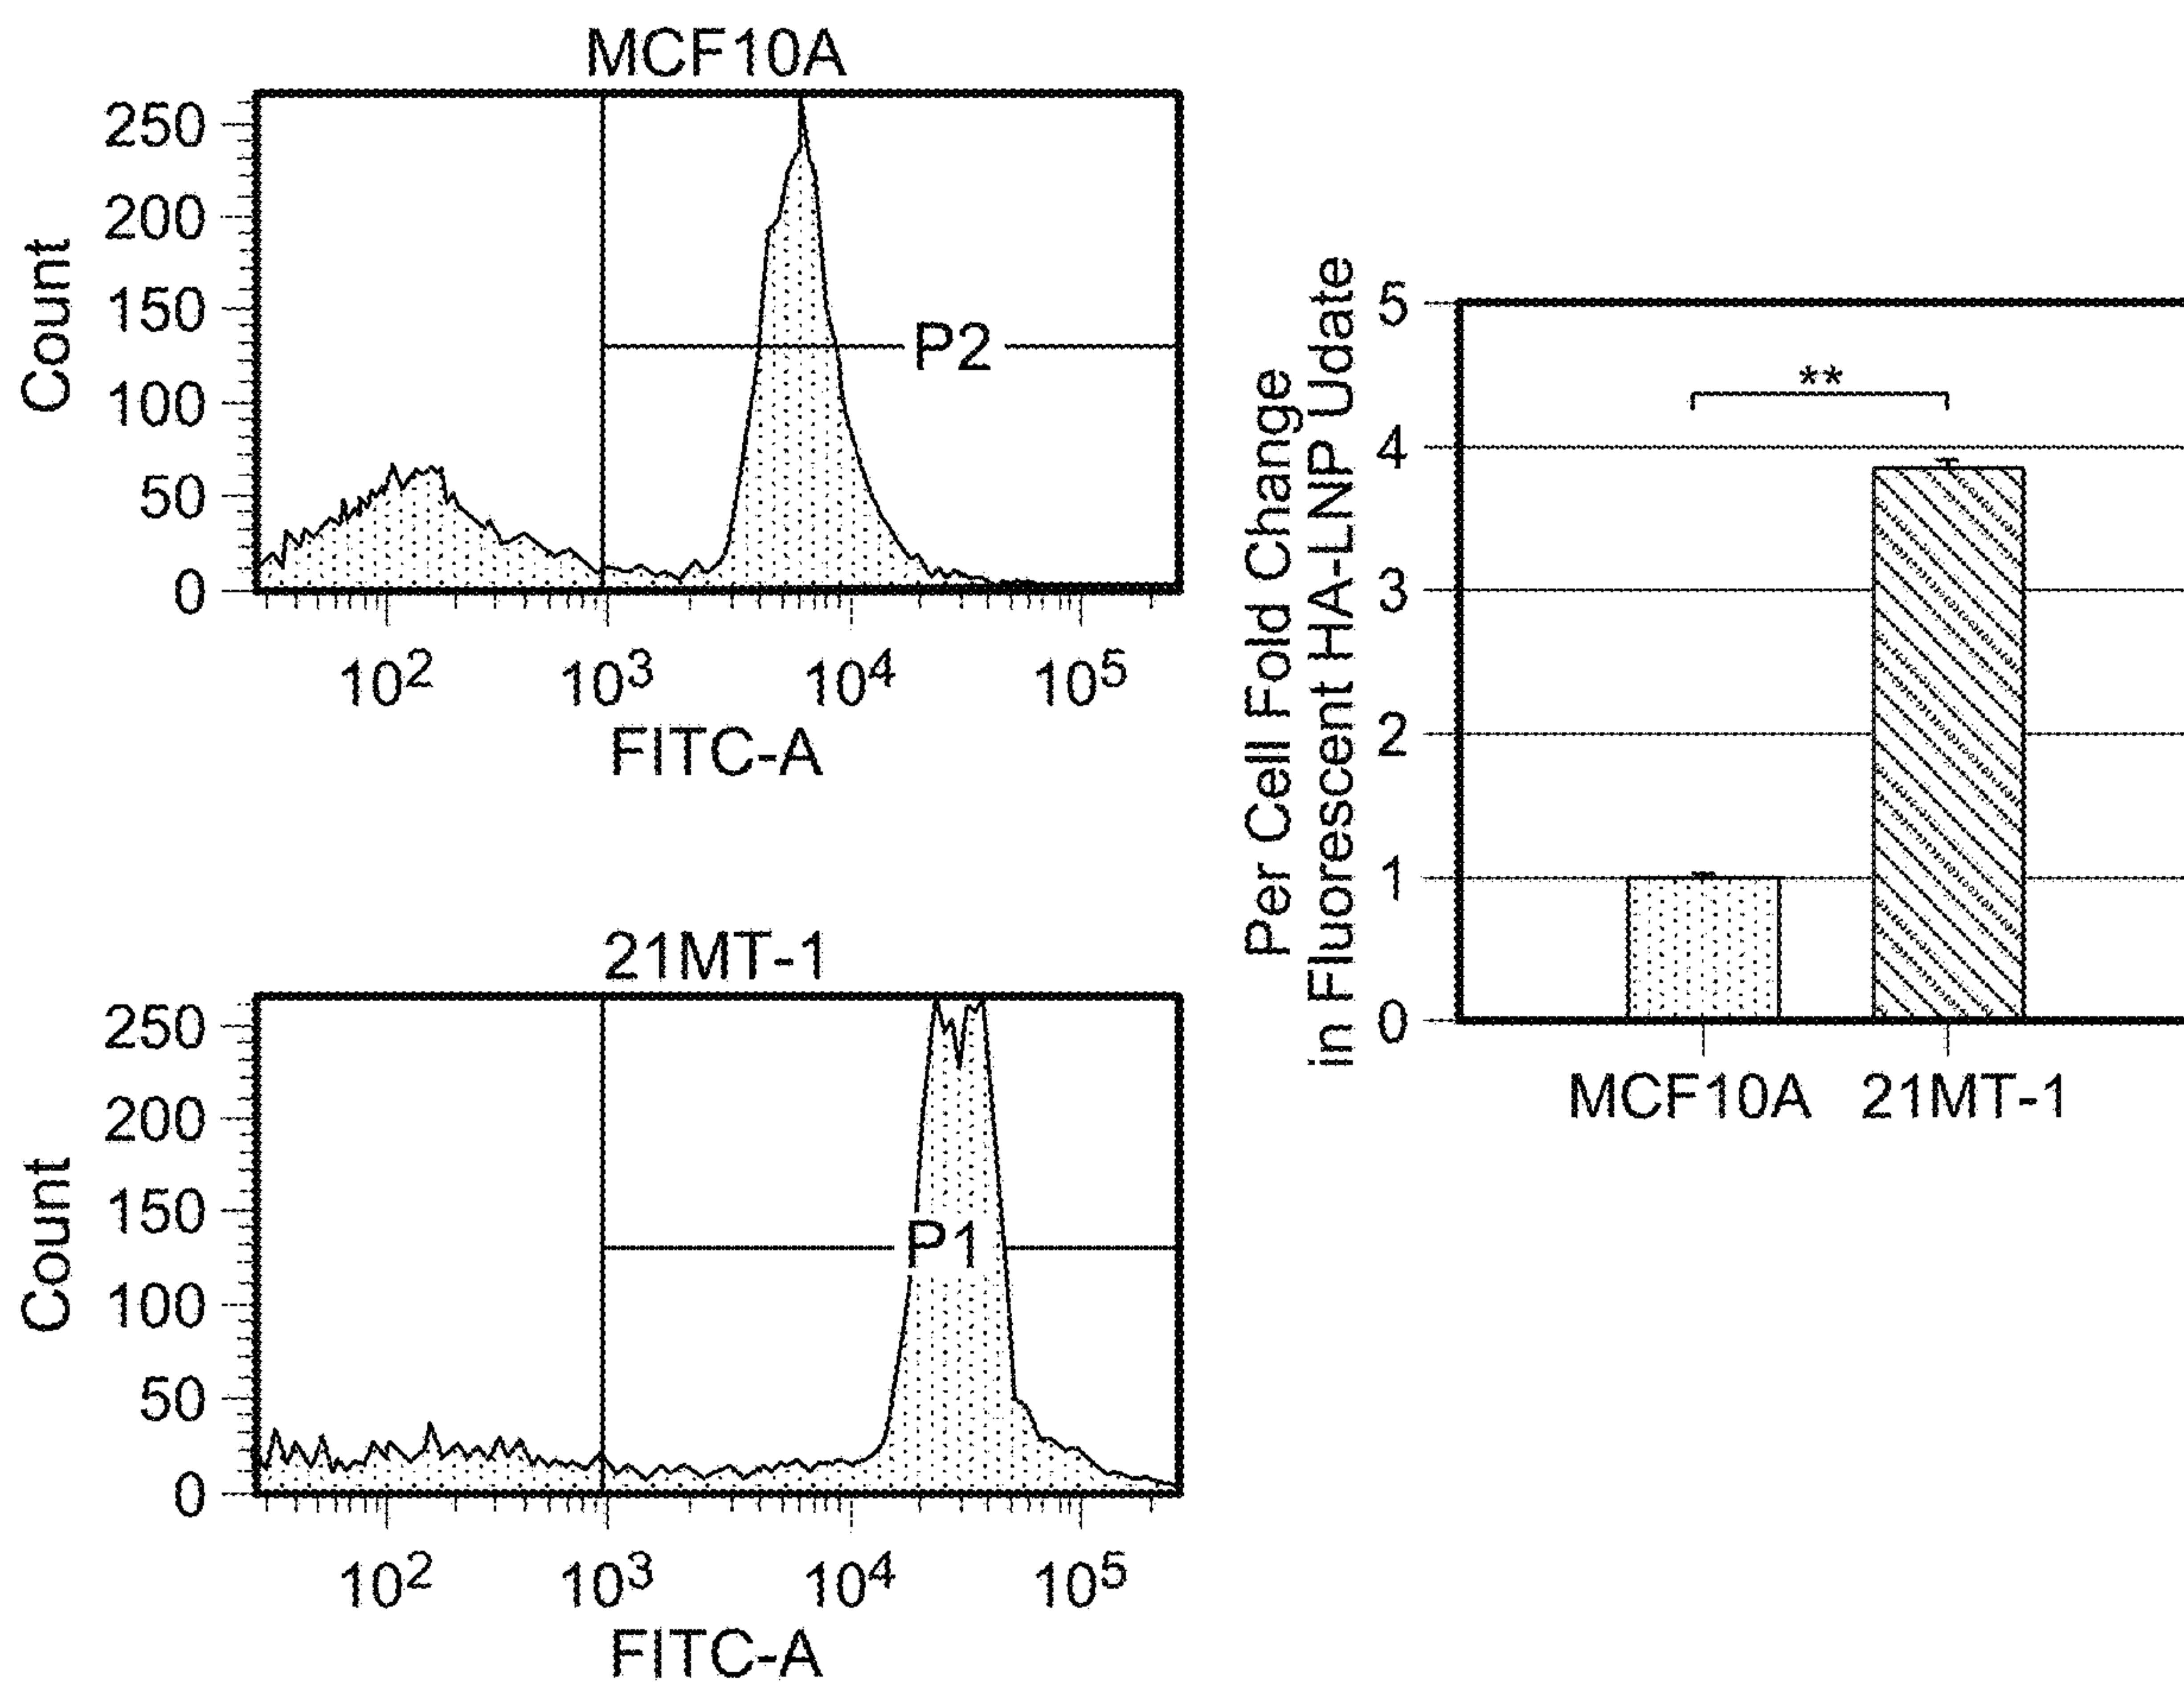 MCF10A
250
200
150
100
50
0
Count
P2
10²
10³
10⁴
10⁵
FITC-A
21MT-1
250
200
150
100
50
0
Count
P1
10²
10³
10⁴
10⁵
FITC-A
Per Cell Fold Change
in Fluorescent HA-LNP Udate
5
4
3
2
1
0
**
MCF10A 21MT-1